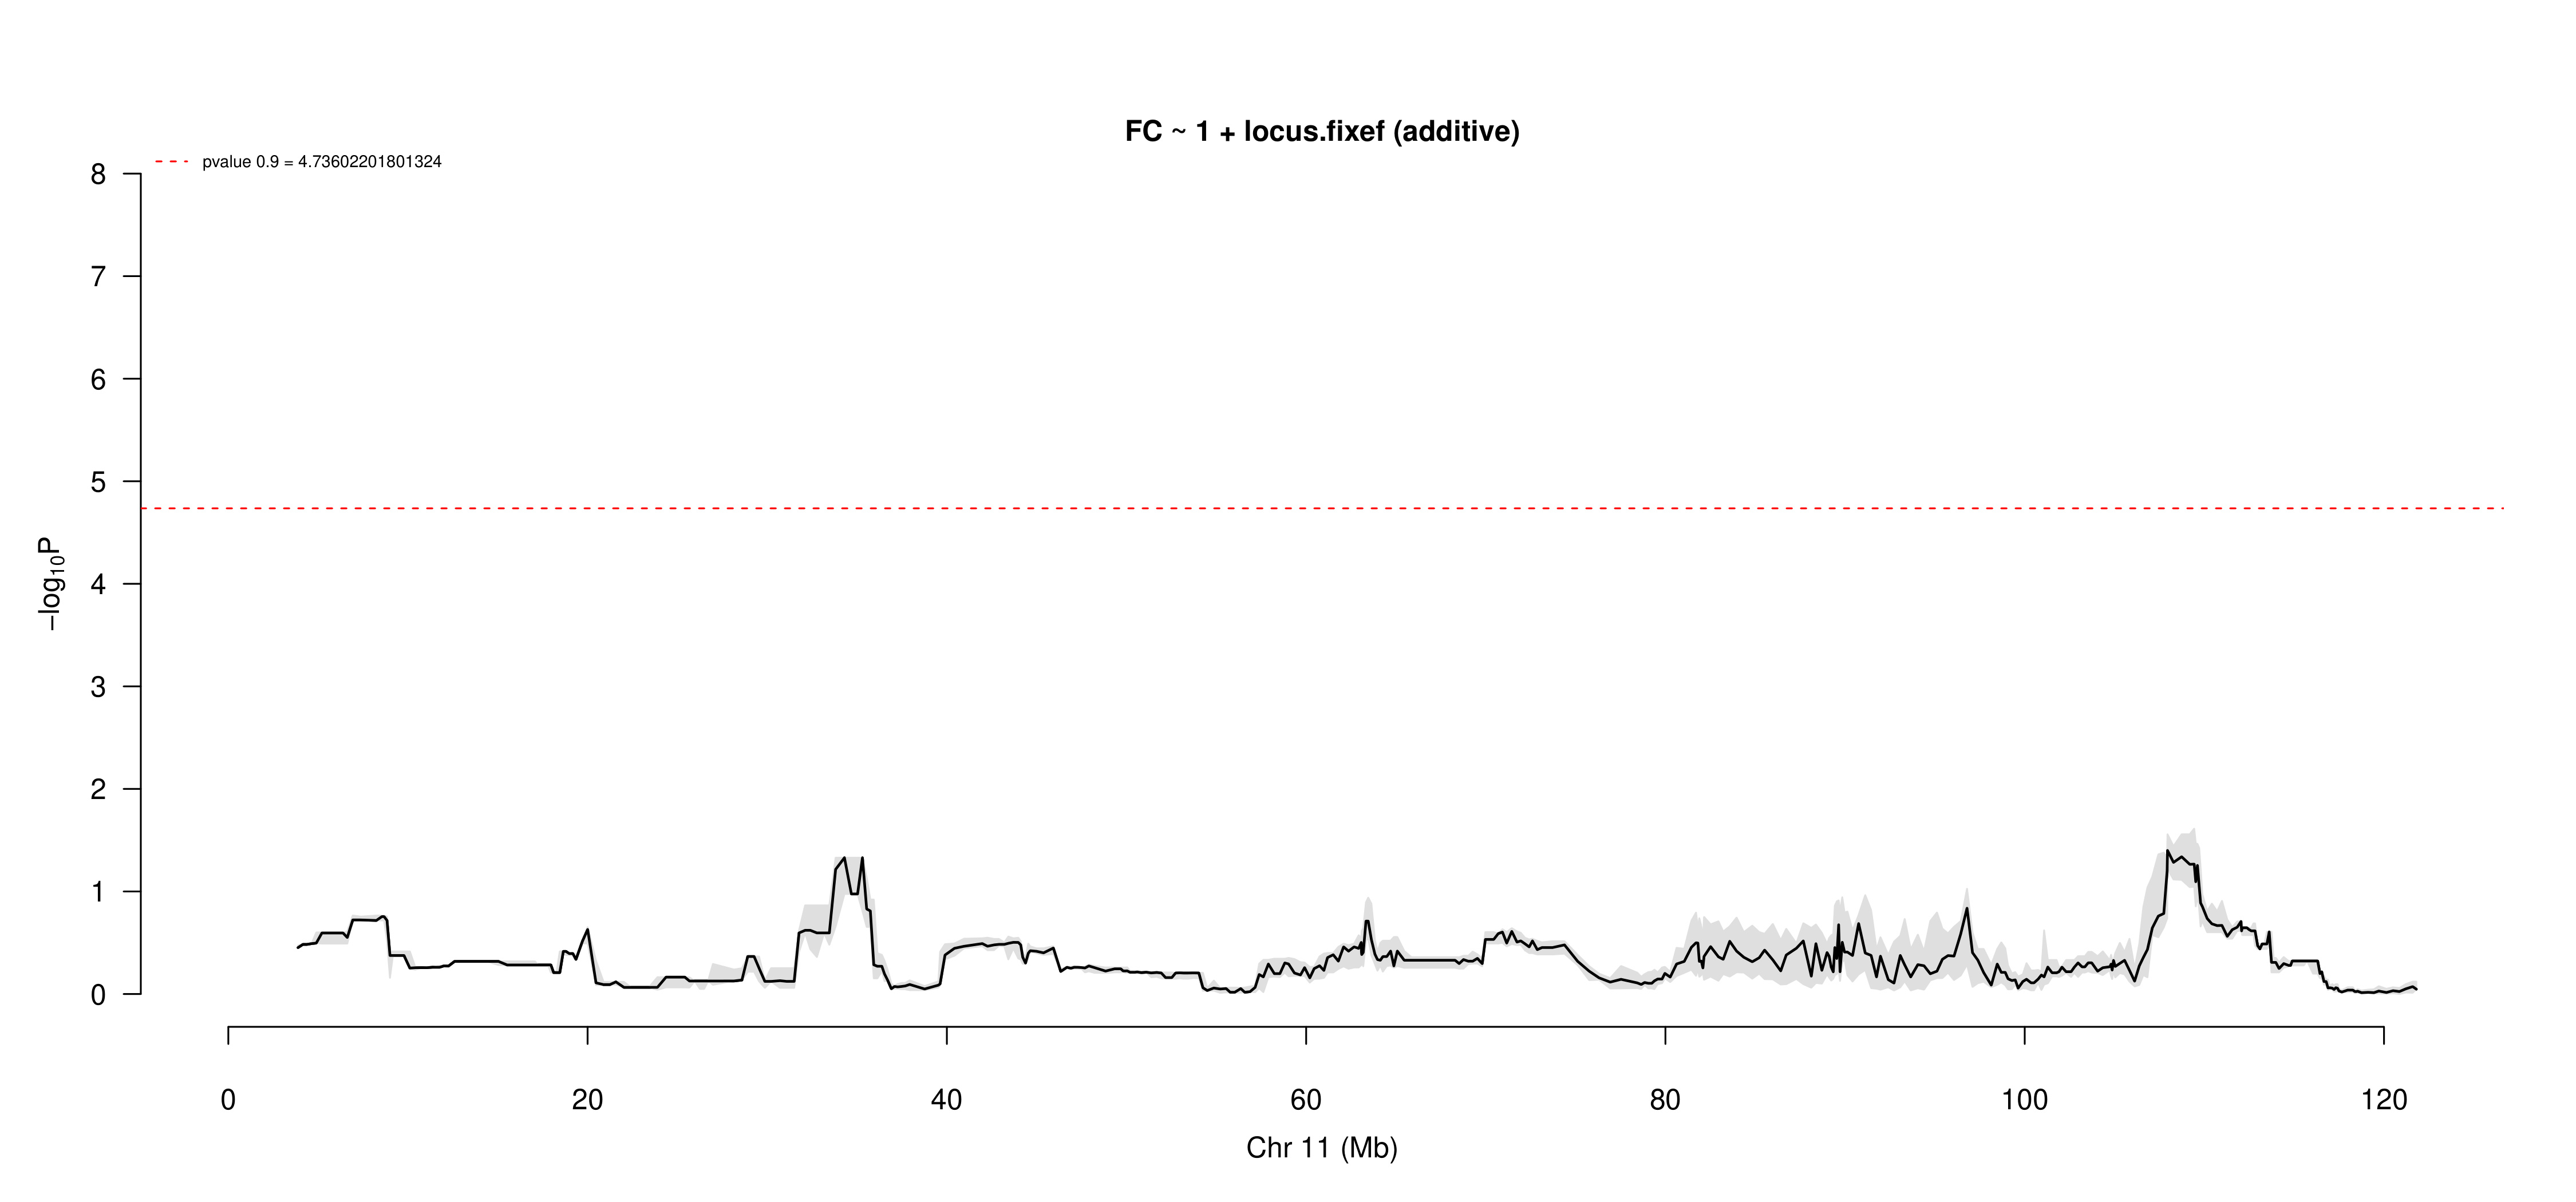 FC ~ 1 + locus.fixef (additive)
pvalue 0.9 = 4.73602201801324
8
7
6
5
4
3
2
1
0
−log10P
0 20 40 60 80 100 120
Chr 11 (Mb)